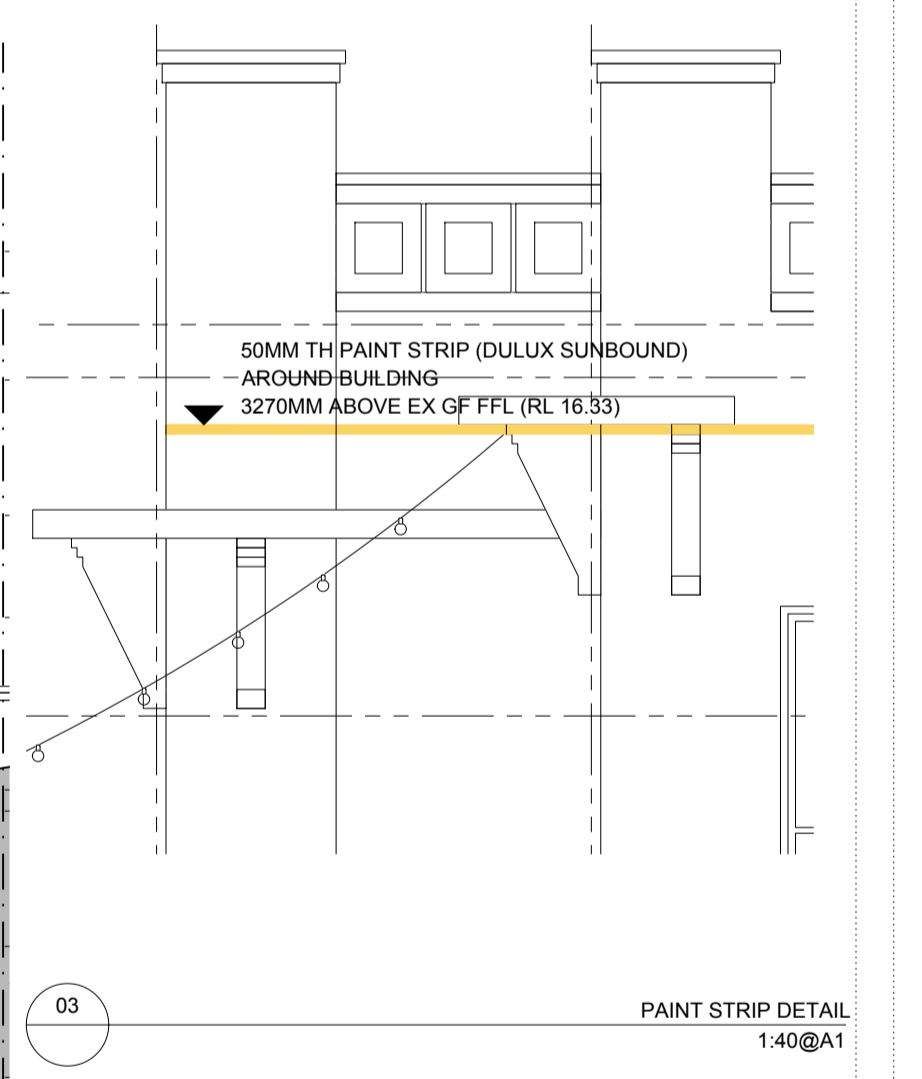 50MM TH PAINT STRIP (DULUX SUNBOUND)
AROUND BUILDING
3270MM ABOVE EX GF FFL (RL 16.33)
03
PAINT STRIP DETAIL
1:40@A1